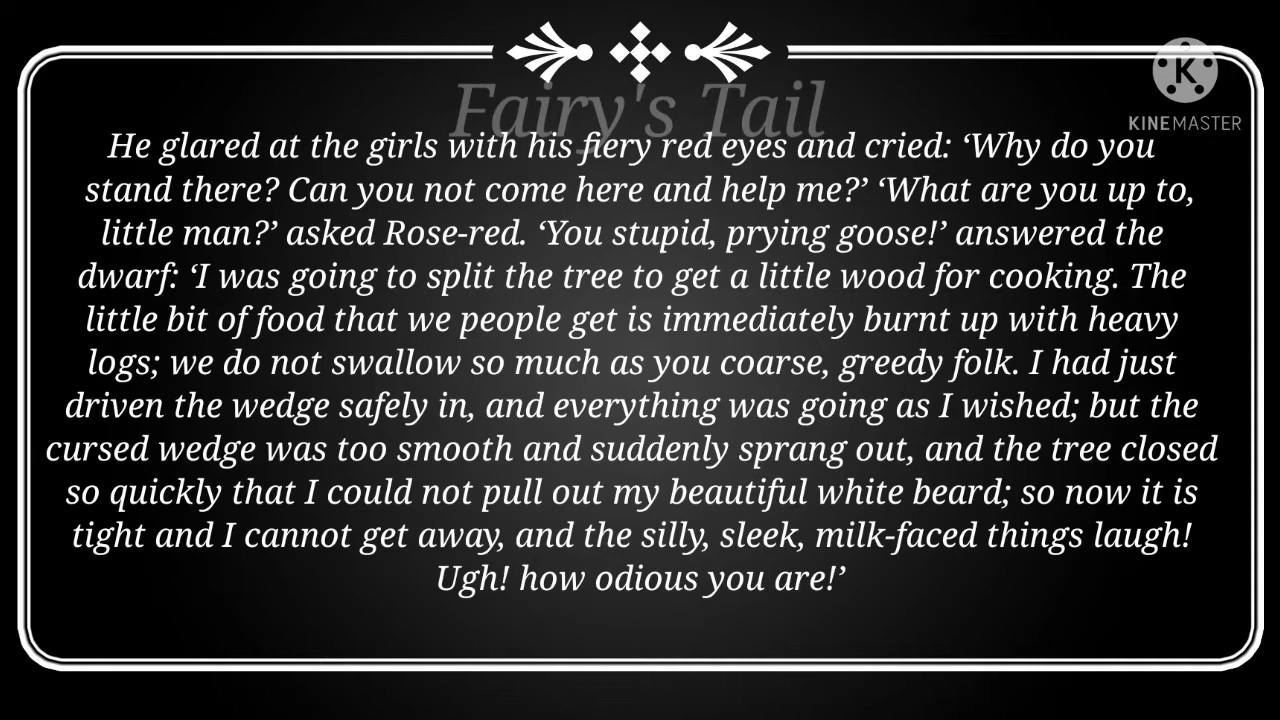 Fairy's Tail
KINEMASTER
He glared at the girls with his fiery red eyes and cried: ‘Why do you
stand there? Can you not come here and help me?’ ‘What are you up to,
little man?’ asked Rose-red. ‘You stupid, prying goose!’ answered the
dwarf: ‘I was going to split the tree to get a little wood for cooking. The
little bit of food that we people get is immediately burnt up with heavy
logs; we do not swallow so much as you coarse, greedy folk. I had just
driven the wedge safely in, and everything was going as I wished; but the
cursed wedge was too smooth and suddenly sprang out, and the tree closed
so quickly that I could not pull out my beautiful white beard; so now it is
tight and I cannot get away, and the silly, sleek, milk-faced things laugh!
Ugh! how odious you are!’